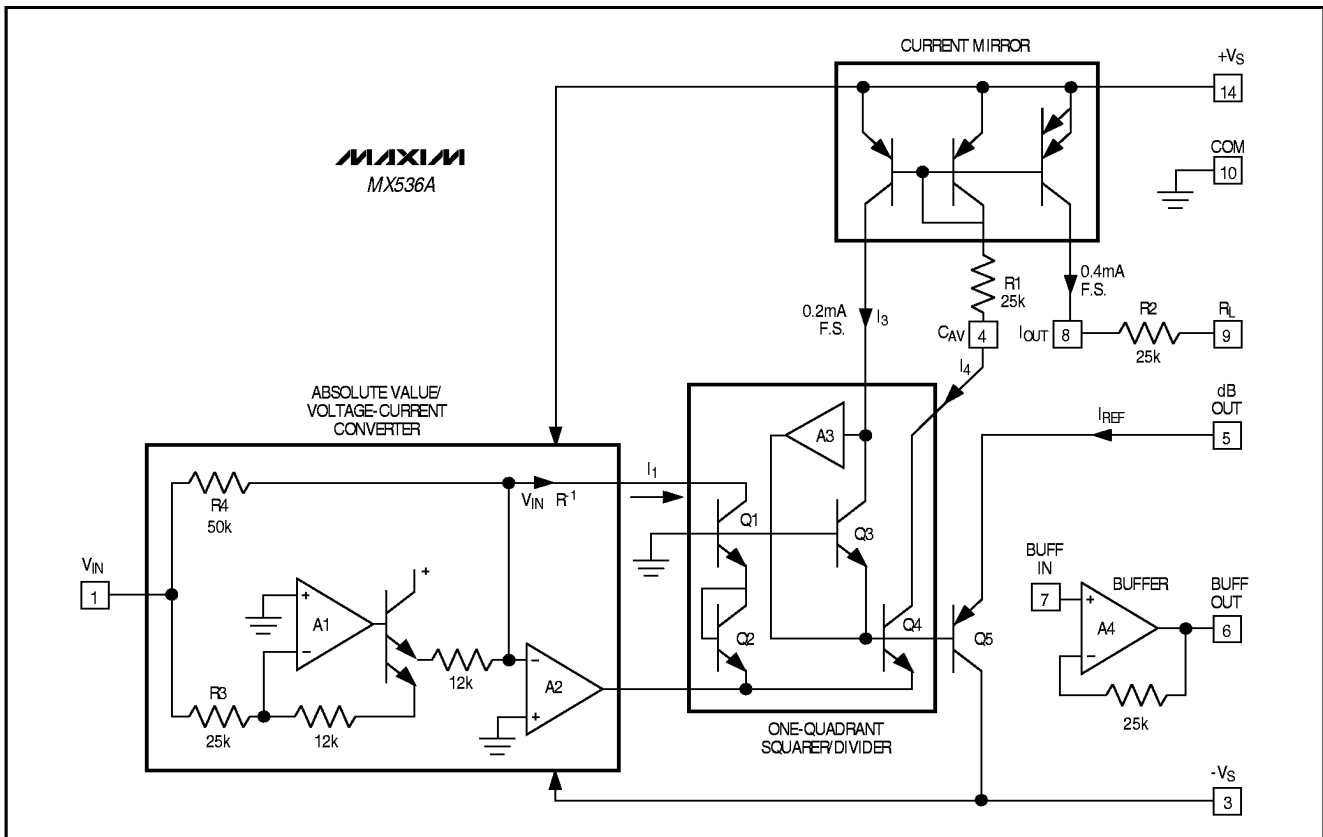 CURRENT MIRROR
+VS
14
COM
10
MAXIM
MX536A
R1
25k
0.4mA
F.S.
0.2mA
F.S.
I3
CAV
4
IOUT
8
R2
25k
RL
9
I4
ABSOLUTE VALUE/
VOLTAGE-CURRENT
CONVERTER
A3
IREF
dB
OUT
5
R4
50k
VIN R-1
I1
Q1
Q3
VIN
1
+
+
A1
-
12k
-
A2
+
R3
25k
12k
Q2
Q4
Q5
BUFF
IN
7
BUFFER
+
A4
-
25k
BUFF
OUT
6
ONE-QUADRANT
SQUARER/DIVIDER
-VS
3